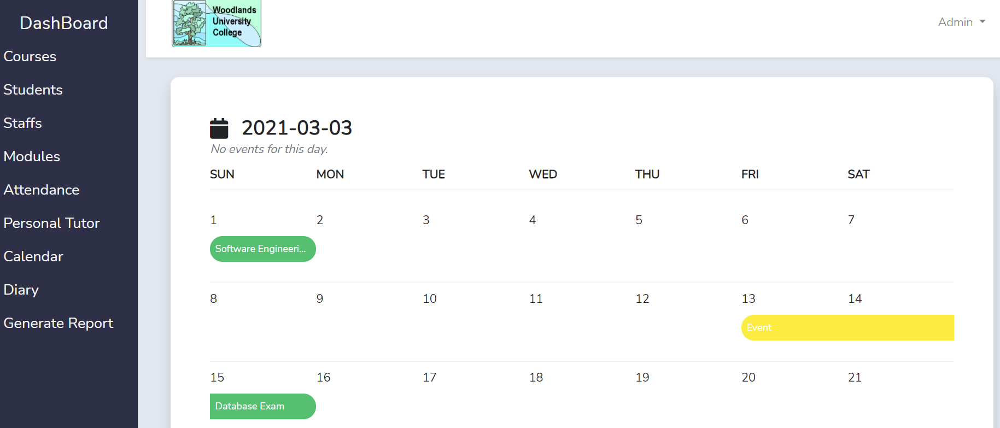 DashBoard
Courses
Students
Staffs
Modules
Attendance
Personal Tutor
Calendar
Diary
Generate Report
Woodlands
University
College
Admin
2021-03-03
No events for this day.
SUN MON TUE WED THU FRI SAT
1 2 3 4 5 6 7
Software Engineeri...
8 9 10 11 12 13 14
Event
15 16 17 18 19 20 21
Database Exam